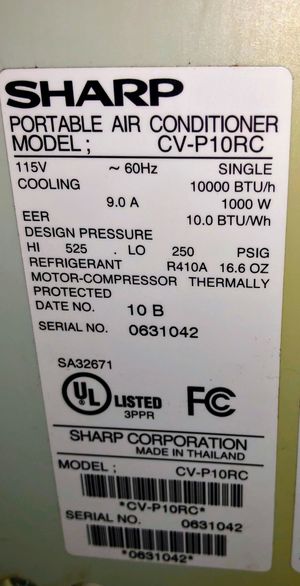 SHARP
PORTABLE AIR CONDITIONER
MODEL ; CV-P10RC
115V ~ 60Hz SINGLE
COOLING 10000 BTU/h
9.0 A 1000 W
EER 10.0 BTU/Wh
DESIGN PRESSURE
HI 525 . LO 250 PSIG
REFRIGERANT R410A 16.6 OZ
MOTOR-COMPRESSOR THERMALLY
PROTECTED
DATE NO. 10 B
SERIAL NO. 0631042
SA32671
UL LISTED FC
3PPR
SHARP CORPORATION
MADE IN THAILAND
MODEL ; CV-P10RC
*CV-P10RC*
SERIAL NO. 0631042
*0631042*